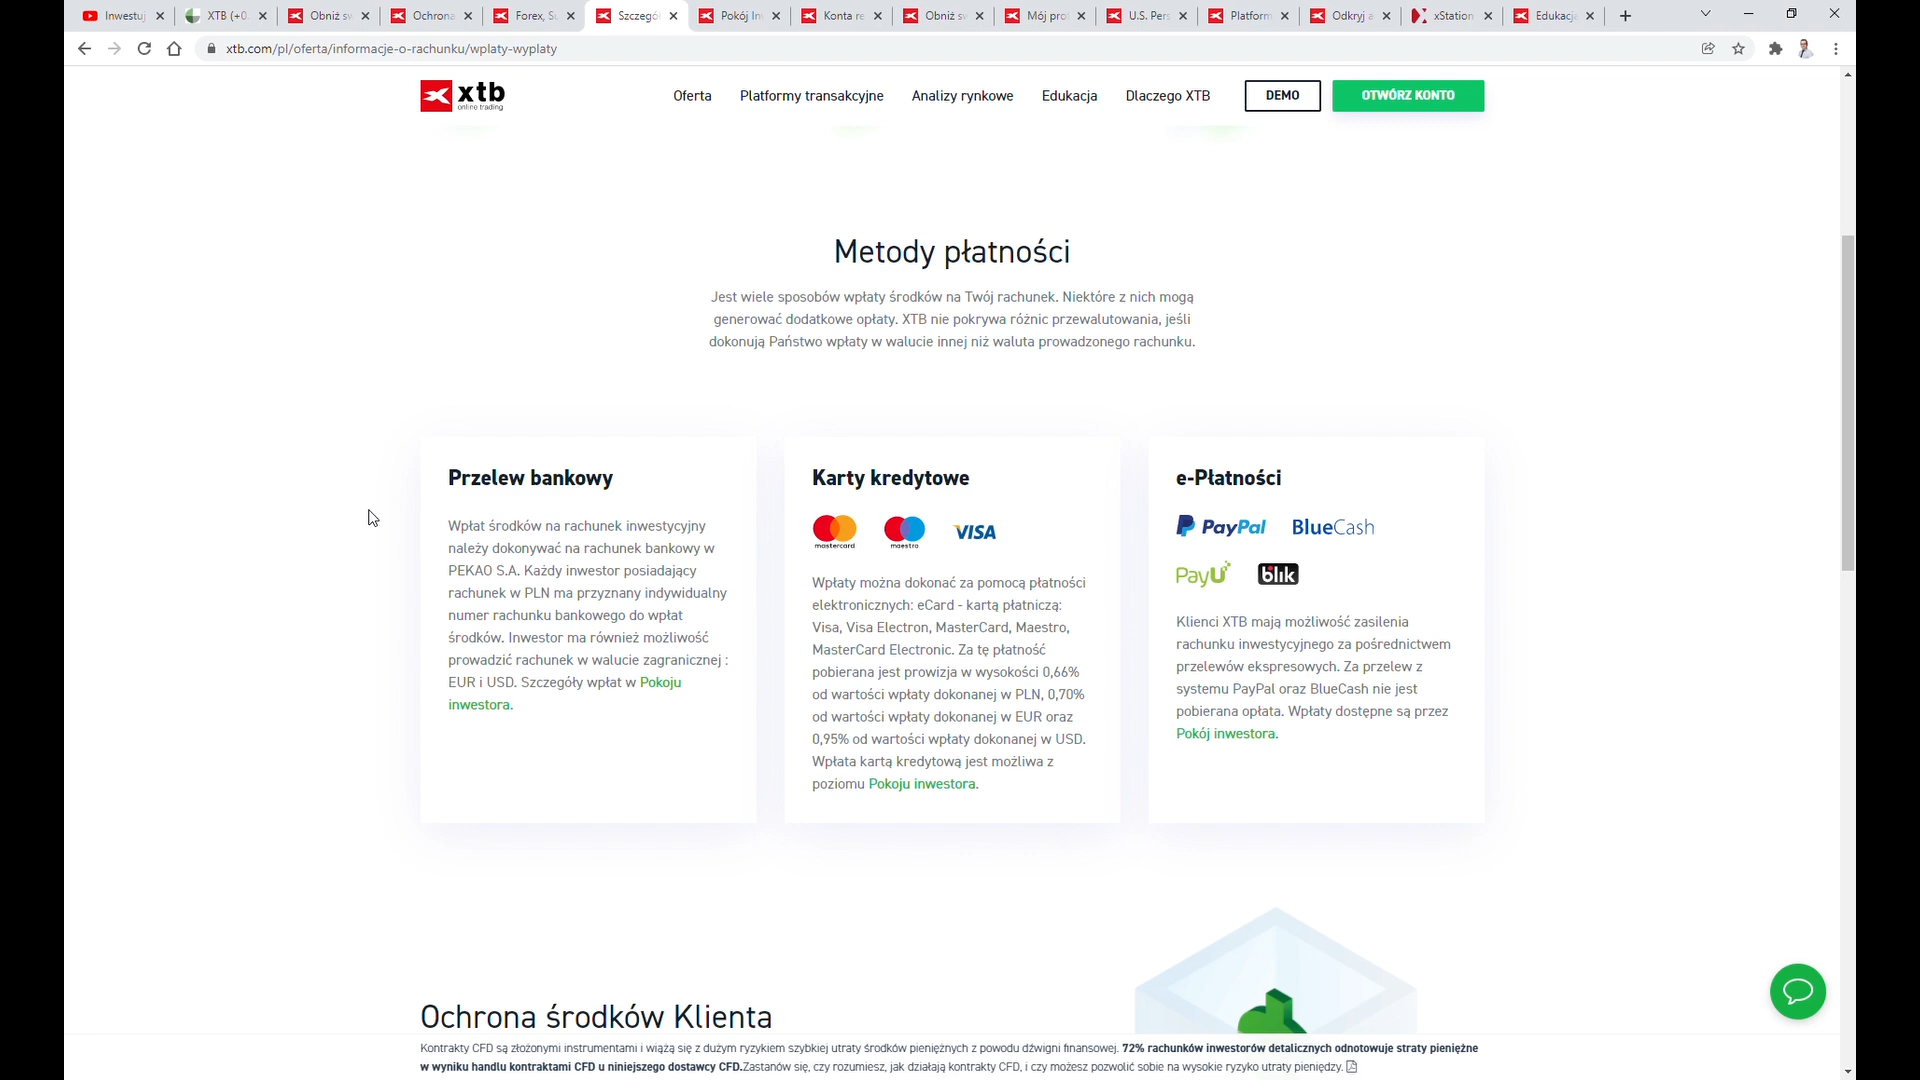 Inwestuj
XTB (+0.
Obniż sw
Ochrona
Forex, Su
Szczegół
Pokój In
Konta re
Obniż sw
Mój prof
U.S. Pers
Platform
Odkryj a
xStation
Edukacja
xtb.com/pl/oferta/informacje-o-rachunku/wplaty-wyplaty
xtb
online trading
Oferta
Platformy transakcyjne
Analizy rynkowe
Edukacja
Dlaczego XTB
DEMO
OTWÓRZ KONTO
Metody płatności
Jest wiele sposobów wpłaty środków na Twój rachunek. Niektóre z nich mogą
generować dodatkowe opłaty. XTB nie pokrywa różnic przewalutowania, jeśli
dokonują Państwo wpłaty w walucie innej niż waluta prowadzonego rachunku.
Przelew bankowy
Wpłat środków na rachunek inwestycyjny
należy dokonywać na rachunek bankowy w
PEKAO S.A. Każdy inwestor posiadający
rachunek w PLN ma przyznany indywidualny
numer rachunku bankowego do wpłat
środków. Inwestor ma również możliwość
prowadzić rachunek w walucie zagranicznej :
EUR i USD. Szczegóły wpłat w Pokoju
inwestora.
Karty kredytowe
mastercard
maestro
VISA
Wpłaty można dokonać za pomocą płatności
elektronicznych: eCard - kartą płatniczą:
Visa, Visa Electron, MasterCard, Maestro,
MasterCard Electronic. Za tę płatność
pobierana jest prowizja w wysokości 0,66%
od wartości wpłaty dokonanej w PLN, 0,70%
od wartości wpłaty dokonanej w EUR oraz
0,95% od wartości wpłaty dokonanej w USD.
Wpłata kartą kredytową jest możliwa z
poziomu Pokoju inwestora.
e-Płatności
PayPal
BlueCash
PayU
blik
Klienci XTB mają możliwość zasilenia
rachunku inwestycyjnego za pośrednictwem
przelewów ekspresowych. Za przelew z
systemu PayPal oraz BlueCash nie jest
pobierana opłata. Wpłaty dostępne są przez
Pokój inwestora.
Ochrona środków Klienta
Kontrakty CFD są złożonymi instrumentami i wiążą się z dużym ryzykiem szybkiej utraty środków pieniężnych z powodu dźwigni finansowej. 72% rachunków inwestorów detalicznych odnotowuje straty pieniężne
w wyniku handlu kontraktami CFD u niniejszego dostawcy CFD.Zastanów się, czy rozumiesz, jak działają kontrakty CFD, i czy możesz pozwolić sobie na wysokie ryzyko utraty pieniędzy.